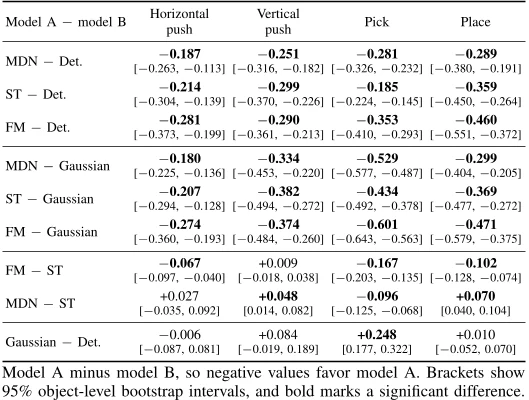 Model A − model B Horizontal push Vertical push Pick Place
MDN − Det. −0.187 −0.251 −0.281 −0.289
[−0.263, −0.113] [−0.316, −0.182] [−0.326, −0.232] [−0.380, −0.191]
ST − Det. −0.214 −0.299 −0.185 −0.359
[−0.304, −0.139] [−0.370, −0.226] [−0.224, −0.145] [−0.450, −0.264]
FM − Det. −0.281 −0.290 −0.353 −0.460
[−0.373, −0.199] [−0.361, −0.213] [−0.410, −0.293] [−0.551, −0.372]
MDN − Gaussian −0.180 −0.334 −0.529 −0.299
[−0.225, −0.136] [−0.453, −0.220] [−0.577, −0.487] [−0.404, −0.205]
ST − Gaussian −0.207 −0.382 −0.434 −0.369
[−0.294, −0.128] [−0.494, −0.272] [−0.492, −0.378] [−0.477, −0.272]
FM − Gaussian −0.274 −0.374 −0.601 −0.471
[−0.360, −0.193] [−0.484, −0.260] [−0.643, −0.563] [−0.579, −0.375]
FM − ST −0.067 +0.009 −0.167 −0.102
[−0.097, −0.040] [−0.018, 0.038] [−0.203, −0.135] [−0.128, −0.074]
MDN − ST +0.027 +0.048 −0.096 +0.070
[−0.035, 0.092] [0.014, 0.082] [−0.125, −0.068] [0.040, 0.104]
Gaussian − Det. −0.006 +0.084 +0.248 +0.010
[−0.087, 0.081] [−0.019, 0.189] [0.177, 0.322] [−0.052, 0.070]
Model A minus model B, so negative values favor model A. Brackets show
95% object-level bootstrap intervals, and bold marks a significant difference.